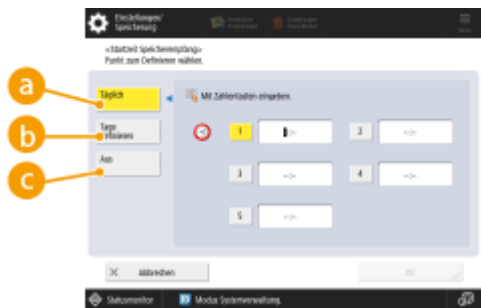 Einstellungen/
Speicherung
<Startzeit Speicherempfang>
Punkt zum Definieren wählen.
a
Täglich
Mit Zahlentasten eingeben.
b
Tage
definieren
1
--:--
2
--:--
c
Aus
3
--:--
4
--:--
5
--:--
Abbrechen
OK
Statusmonitor
Modus Systemverwaltung.